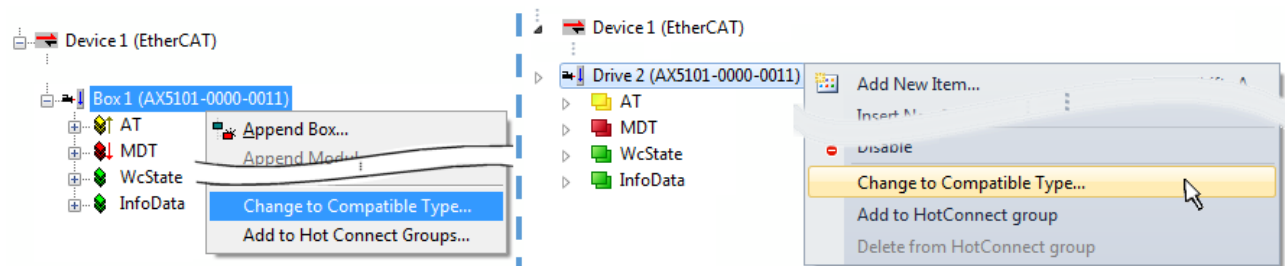 Device 1 (EtherCAT)
Box 1 (AX5101-0000-0011)
AT
MDT
WcState
InfoData
Append Box...
Append Modul
Change to Compatible Type...
Add to Hot Connect Groups...
Device 1 (EtherCAT)
Drive 2 (AX5101-0000-0011)
AT
MDT
WcState
InfoData
Add New Item...
Insert
Disable
Change to Compatible Type...
Add to HotConnect group
Delete from HotConnect group